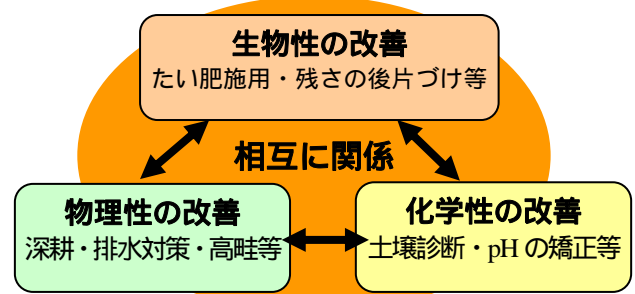 生物性の改善
たい肥施用・残さの後片づけ等
相互に関係
物理性の改善
深耕・排水対策・高畦等
化学性の改善
土壌診断・pH の矯正等